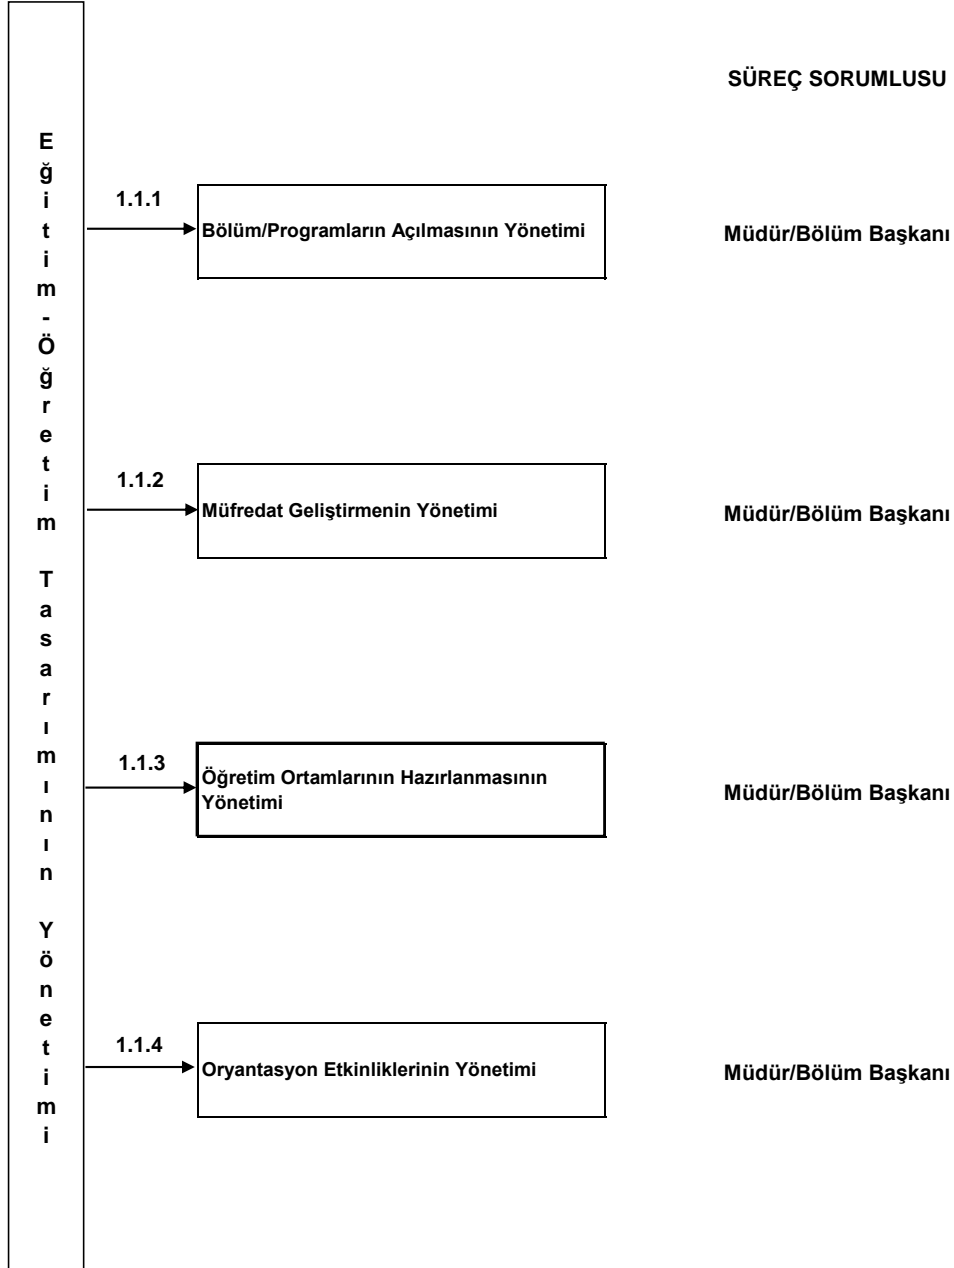 SÜREÇ SORUMLUSU
Eğitim-Öğretim Tasarımının Yönetimi
1.1.1
Bölüm/Programların Açılmasının Yönetimi
Müdür/Bölüm Başkanı
1.1.2
Müfredat Geliştirmenin Yönetimi
Müdür/Bölüm Başkanı
1.1.3
Öğretim Ortamlarının Hazırlanmasının
Yönetimi
Müdür/Bölüm Başkanı
1.1.4
Oryantasyon Etkinliklerinin Yönetimi
Müdür/Bölüm Başkanı